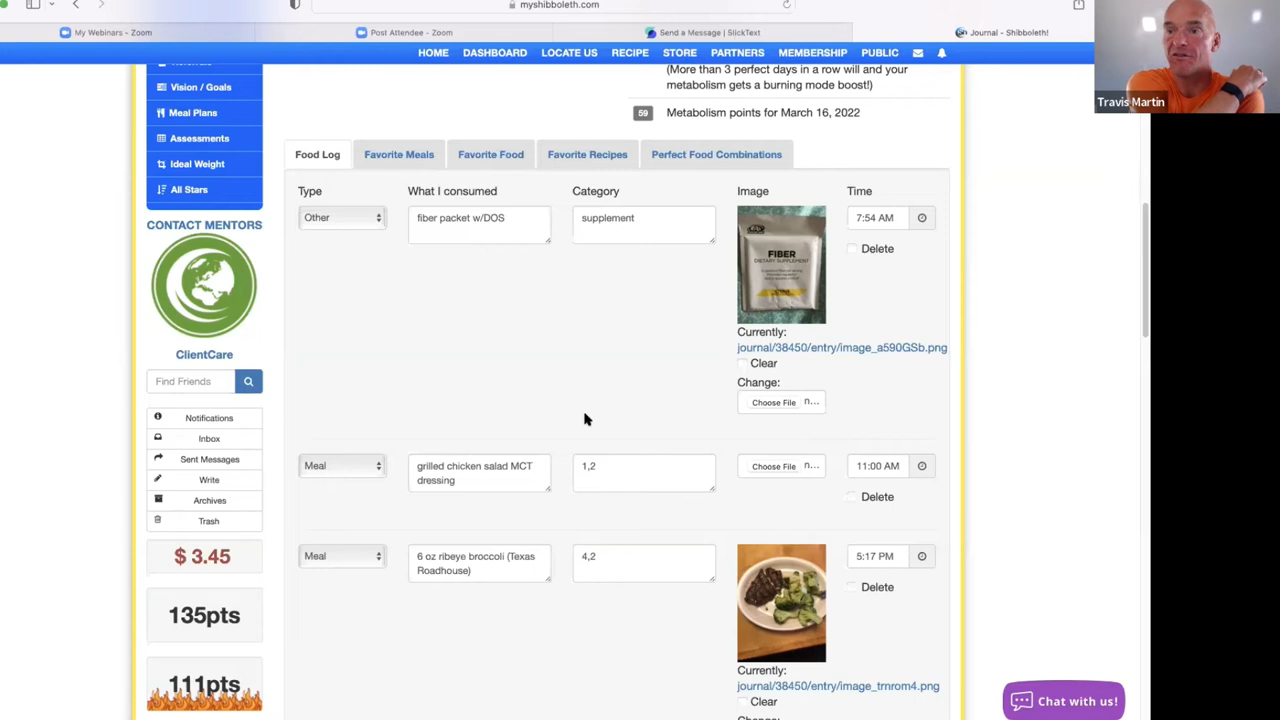 myshibboleth.com
My Webinars - Zoom
Post Attendee - Zoom
Send a Message | SlickText
Journal - Shibboleth!
HOME DASHBOARD LOCATE US RECIPE STORE PARTNERS MEMBERSHIP PUBLIC
Travis Martin
Vision / Goals
Meal Plans
Assessments
Ideal Weight
All Stars
CONTACT MENTORS
ClientCare
Find Friends
Notifications
Inbox
Sent Messages
Write
Archives
Trash
$ 3.45
135pts
111pts
(More than 3 perfect days in a row will and your
metabolism gets a burning mode boost!)
59 Metabolism points for March 16, 2022
Food Log Favorite Meals Favorite Food Favorite Recipes Perfect Food Combinations
Type What I consumed Category Image Time
Other fiber packet w/DOS supplement 7:54 AM
Delete
FIBER
DIETARY SUPPLEMENT
Currently:
journal/38450/entry/image_a590GSb.png
Clear
Change:
Choose File n...
Meal grilled chicken salad MCT
dressing
1,2 Choose File n... 11:00 AM
Delete
Meal 6 oz ribeye broccoli (Texas
Roadhouse)
4,2 5:17 PM
Delete
Currently:
journal/38450/entry/image_trnrom4.png
Clear
Chat with us!